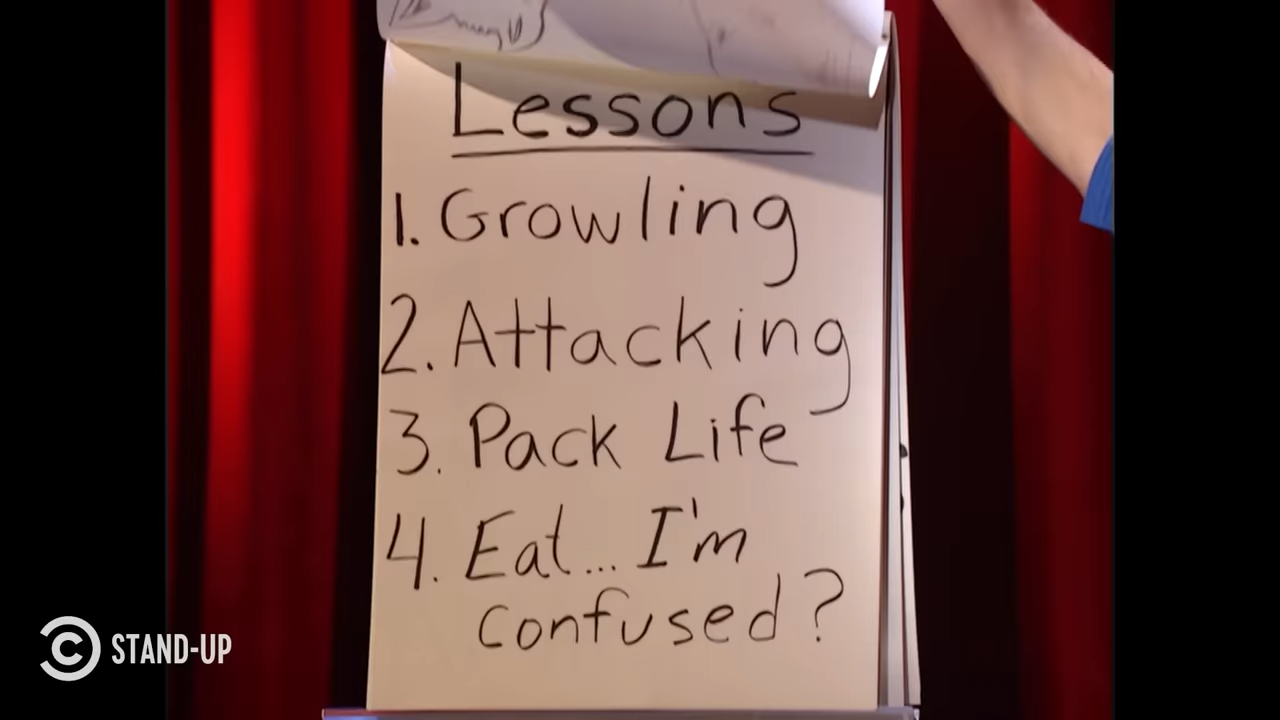 Lessons
1. Growling
2. Attacking
3. Pack Life
4. Eat... I'm
confused?
STAND-UP